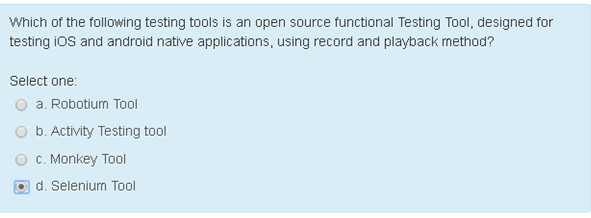 Which of the following testing tools is an open source functional Testing Tool, designed for
testing iOS and android native applications, using record and playback method?
Select one:
a. Robotium Tool
b. Activity Testing tool
c. Monkey Tool
d. Selenium Tool